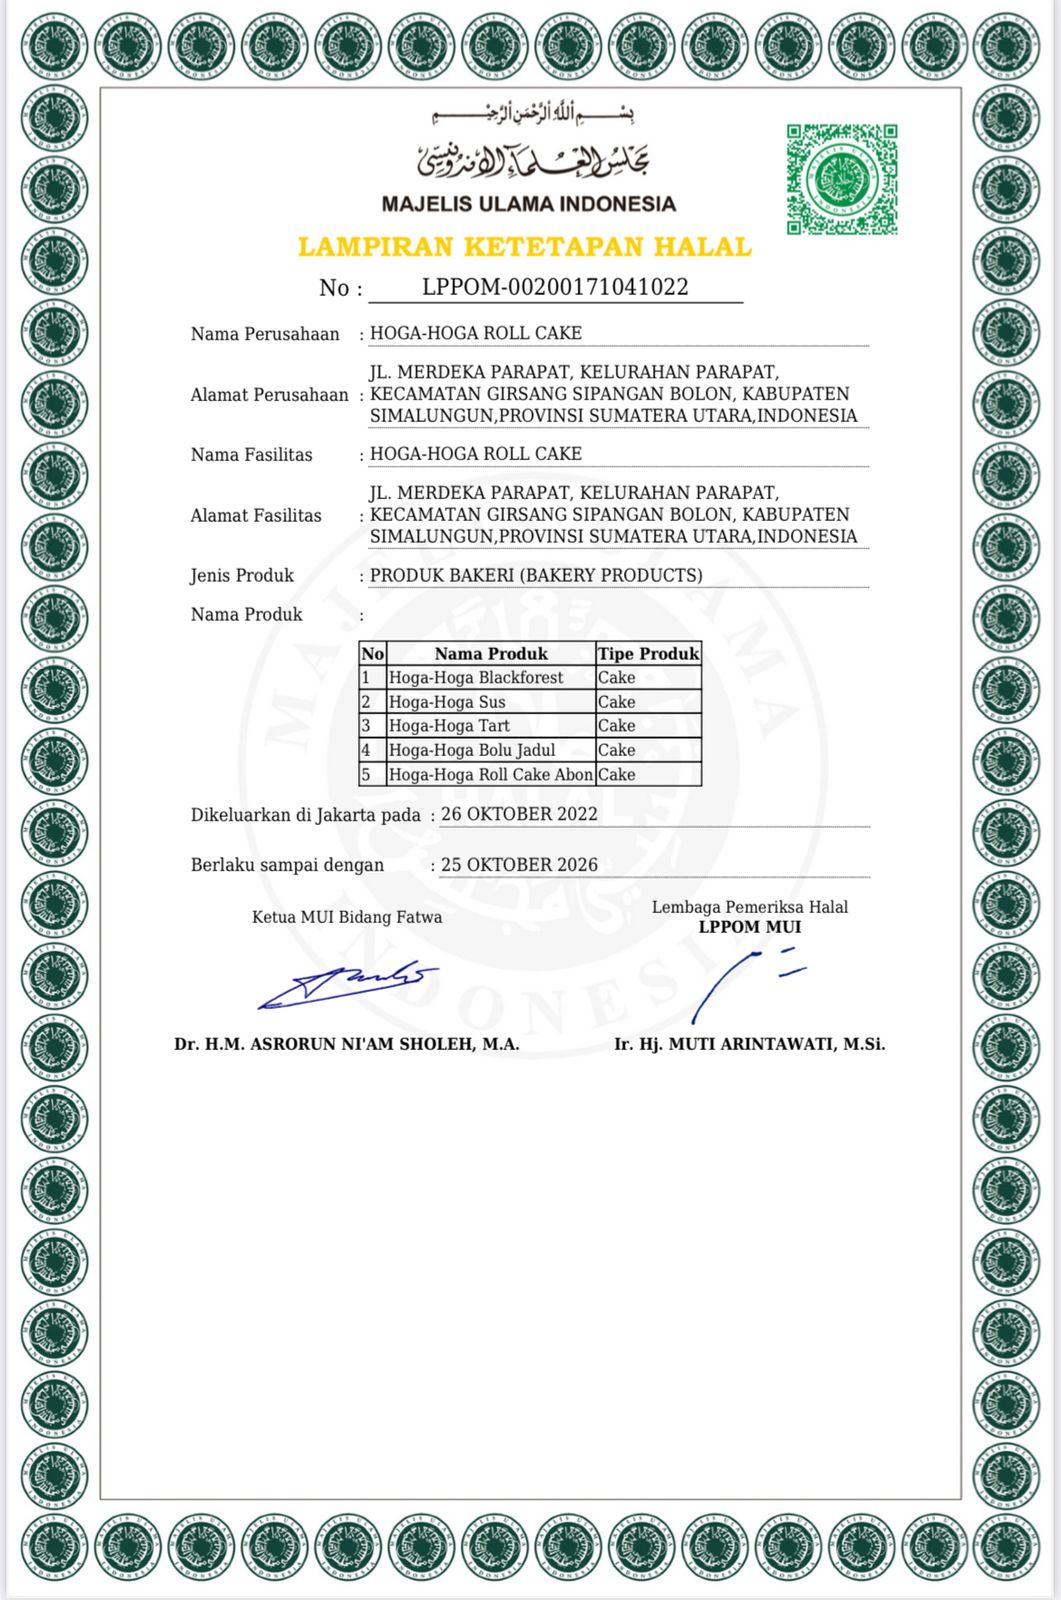 بِسْمِ اللَّهِ الرَّحْمَنِ الرَّحِيْمِ
مَجْلِسُ الْعُلَمَآءِ الْإِنْدُوْنِيْسِيّ
MAJELIS ULAMA INDONESIA
LAMPIRAN KETETAPAN HALAL
No : LPPOM-00200171041022
Nama Perusahaan : HOGA-HOGA ROLL CAKE
Alamat Perusahaan : JL. MERDEKA PARAPAT, KELURAHAN PARAPAT,
KECAMATAN GIRSANG SIPANGAN BOLON, KABUPATEN
SIMALUNGUN,PROVINSI SUMATERA UTARA,INDONESIA
Nama Fasilitas : HOGA-HOGA ROLL CAKE
Alamat Fasilitas : JL. MERDEKA PARAPAT, KELURAHAN PARAPAT,
KECAMATAN GIRSANG SIPANGAN BOLON, KABUPATEN
SIMALUNGUN,PROVINSI SUMATERA UTARA,INDONESIA
Jenis Produk : PRODUK BAKERI (BAKERY PRODUCTS)
Nama Produk :
No Nama Produk Tipe Produk
1 Hoga-Hoga Blackforest Cake
2 Hoga-Hoga Sus Cake
3 Hoga-Hoga Tart Cake
4 Hoga-Hoga Bolu Jadul Cake
5 Hoga-Hoga Roll Cake Abon Cake
Dikeluarkan di Jakarta pada : 26 OKTOBER 2022
Berlaku sampai dengan : 25 OKTOBER 2026
Ketua MUI Bidang Fatwa
Lembaga Pemeriksa Halal
LPPOM MUI
Dr. H.M. ASRORUN NI'AM SHOLEH, M.A.
Ir. Hj. MUTI ARINTAWATI, M.Si.